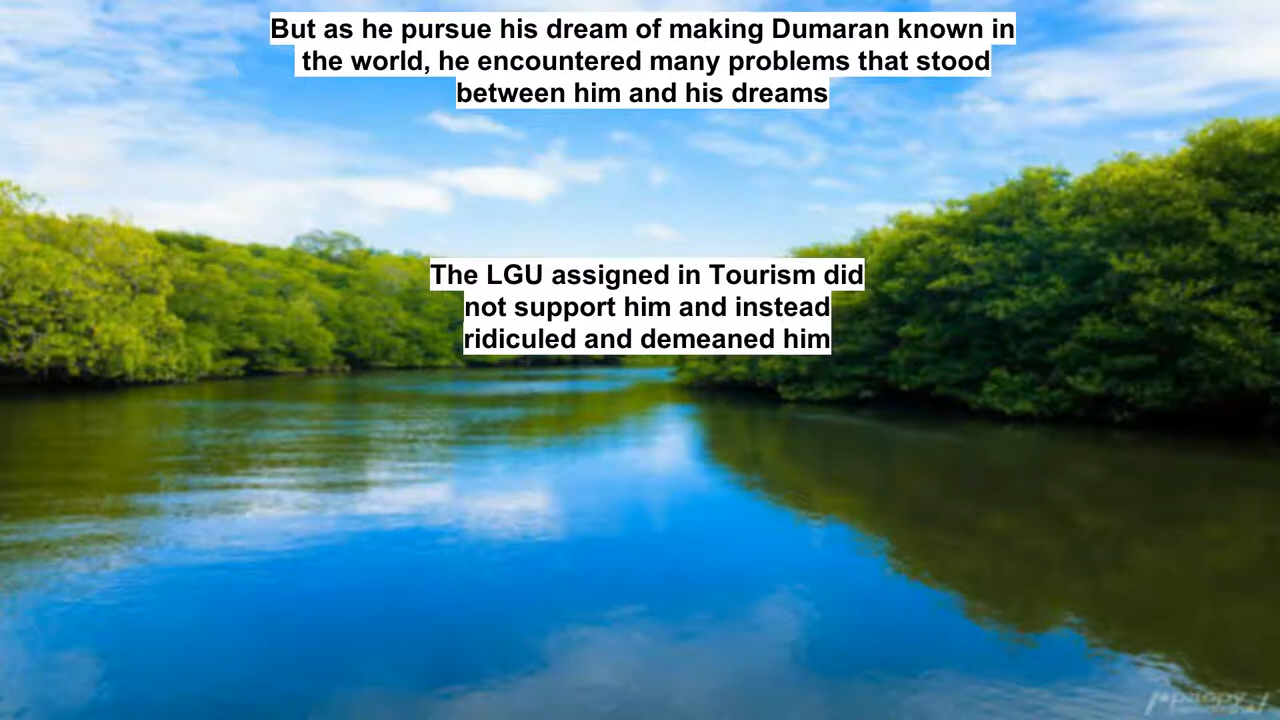 But as he pursue his dream of making Dumaran known in
the world, he encountered many problems that stood
between him and his dreams
The LGU assigned in Tourism did
not support him and instead
ridiculed and demeaned him